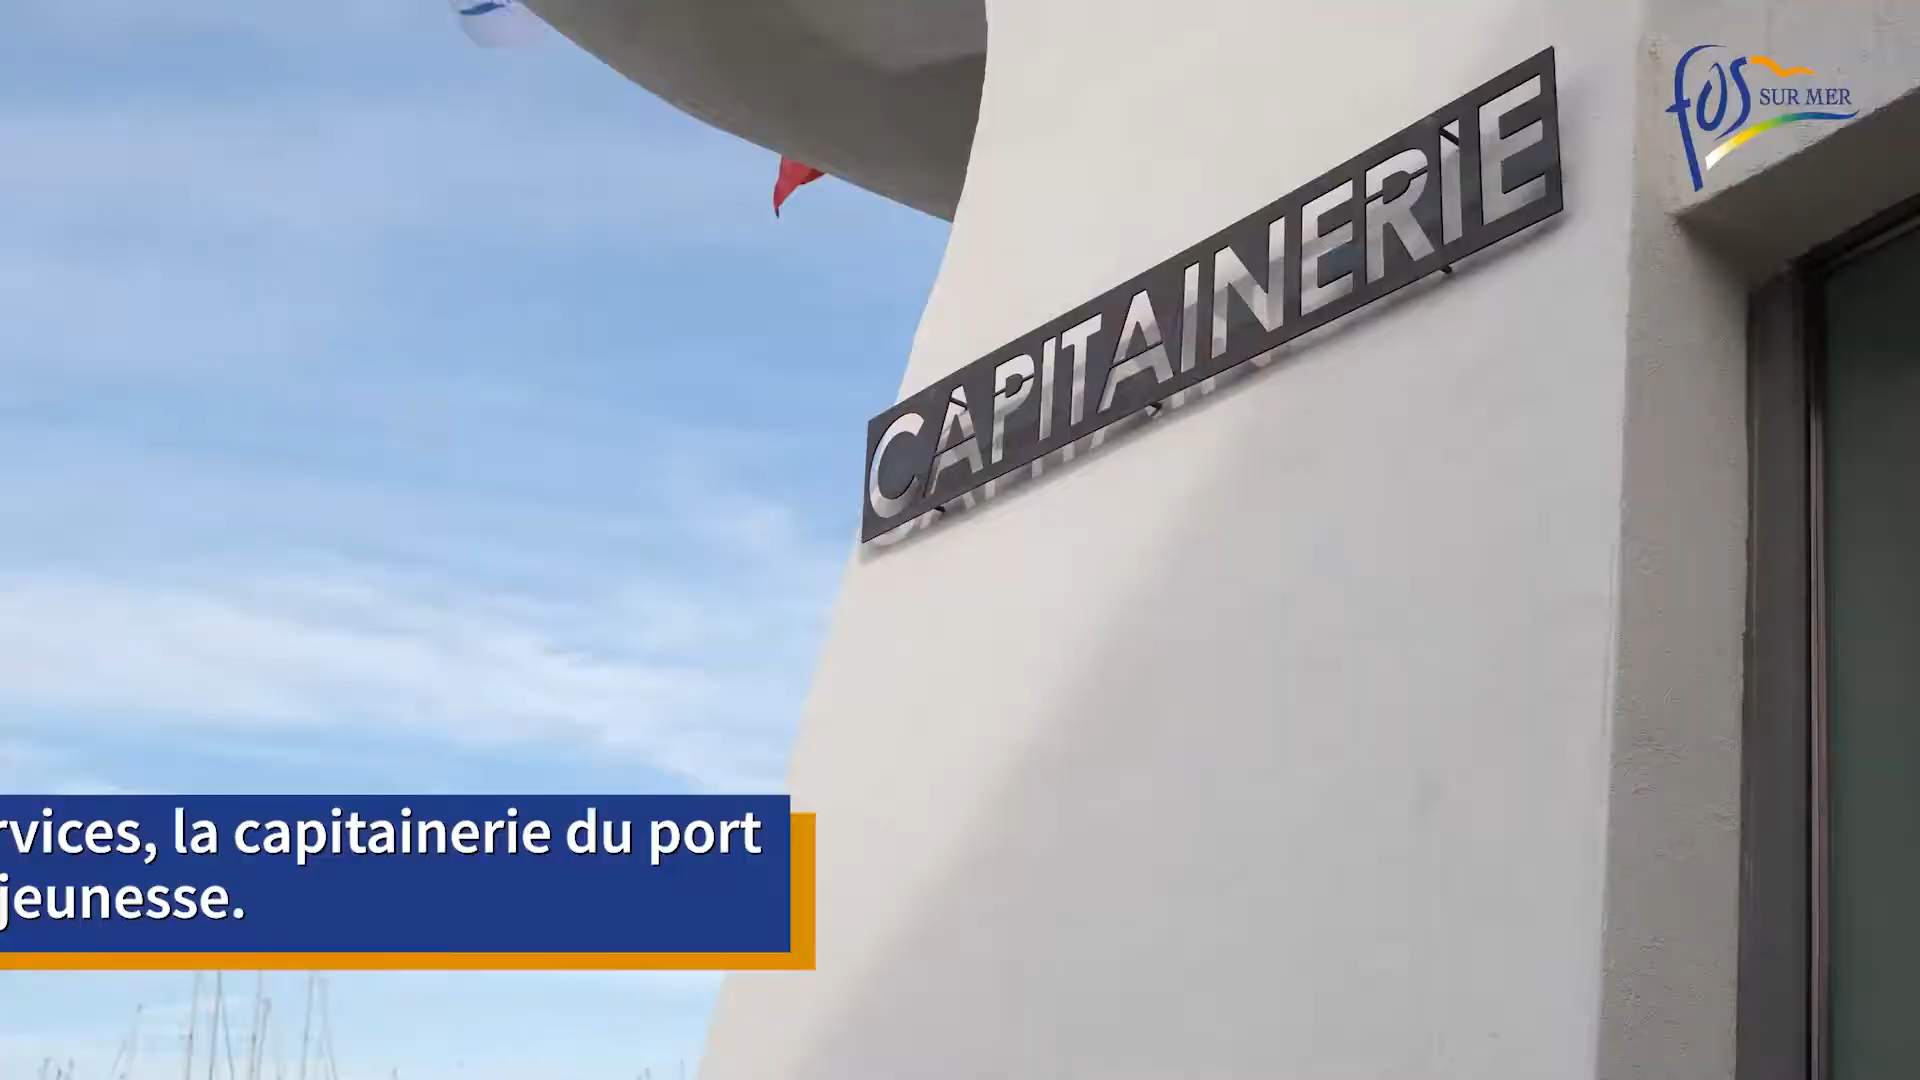 fos
SUR MER
CAPITAINERIE
rvices, la capitainerie du port
jeunesse.